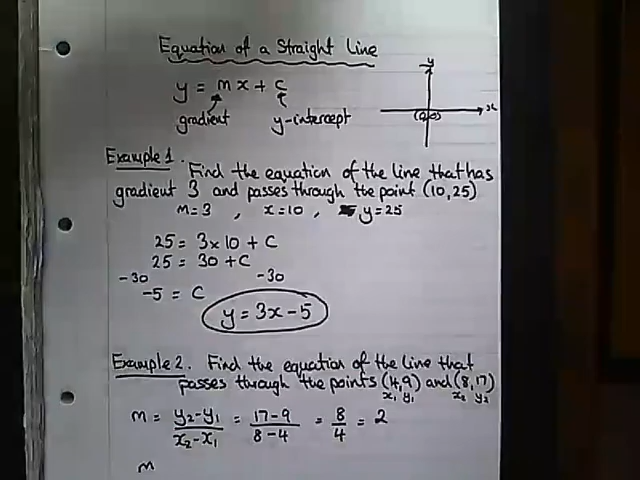 Equation of a Straight Line
y = mx + c
gradient y-intercept
y
x
(0,0)
Example 1. Find the equation of the line that has
gradient 3 and passes through the point (10,25)
m=3 , x=10 , y=25
25 = 3 x 10 + C
25 = 30 + C
-30 -30
-5 = C
y = 3x - 5
Example 2. Find the equation of the line that
passes through the points (4,9) and (8,17)
x₁ y₁ x₂ y₂
m = y₂-y₁/x₂-x₁ = 17-9/8-4 = 8/4 = 2
m